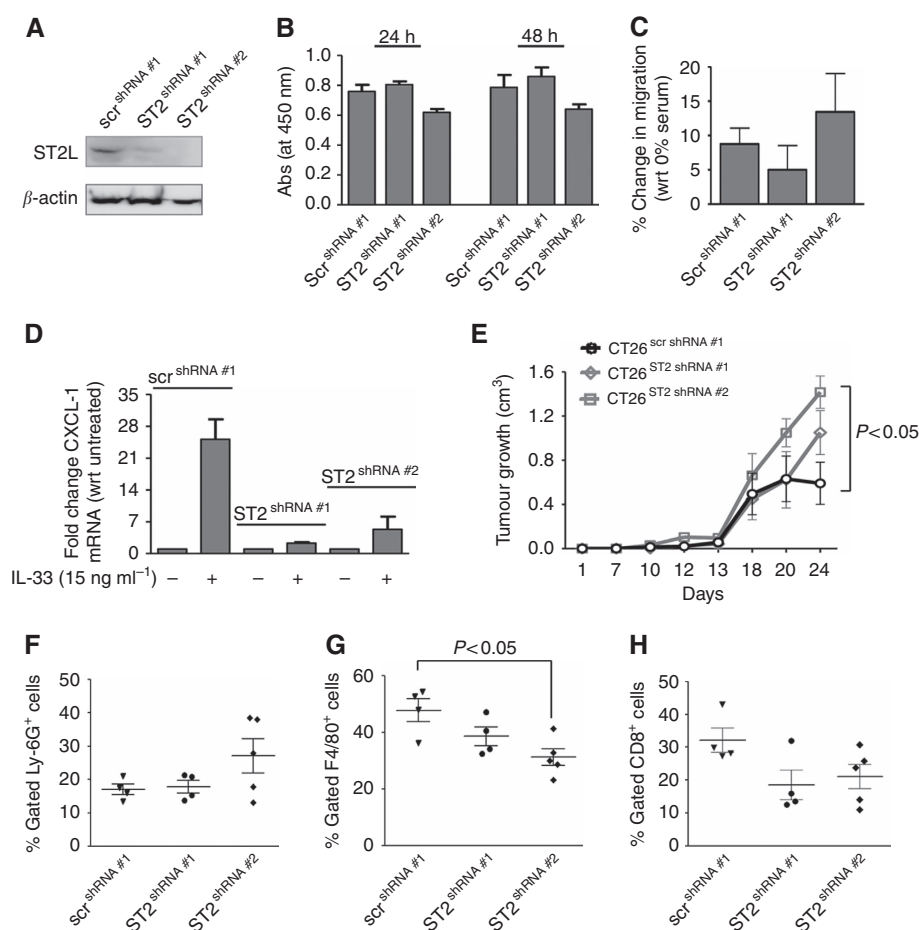 A
scr shRNA #1
ST2 shRNA #1
ST2 shRNA #2
ST2L
β-actin
B
24 h
48 h
Abs (at 450 nm)
1.0
0.8
0.6
0.4
0.2
0.0
Scr shRNA #1
ST2 shRNA #1
ST2 shRNA #2
Scr shRNA #1
ST2 shRNA #1
ST2 shRNA #2
C
% Change in migration
(wrt 0% serum)
20
15
10
5
0
Scr shRNA #1
ST2 shRNA #1
ST2 shRNA #2
D
Fold change CXCL-1
mRNA (wrt untreated)
35
28
21
14
7
0
scr shRNA #1
ST2 shRNA #1
ST2 shRNA #2
IL-33 (15 ng ml–1) – + – + – +
E
CT26 scr shRNA #1
CT26 ST2 shRNA #1
CT26 ST2 shRNA #2
Tumour growth (cm3)
1.6
1.2
0.8
0.4
0.0
P<0.05
1 7 10 12 13 18 20 24
Days
F
% Gated Ly-6G+ cells
50
40
30
20
10
0
scr shRNA #1
ST2 shRNA #1
ST2 shRNA #2
G
P<0.05
% Gated F4/80+ cells
60
40
20
0
scr shRNA #1
ST2 shRNA #1
ST2 shRNA #2
H
% Gated CD8+ cells
50
40
30
20
10
0
scr shRNA #1
ST2 shRNA #1
ST2 shRNA #2